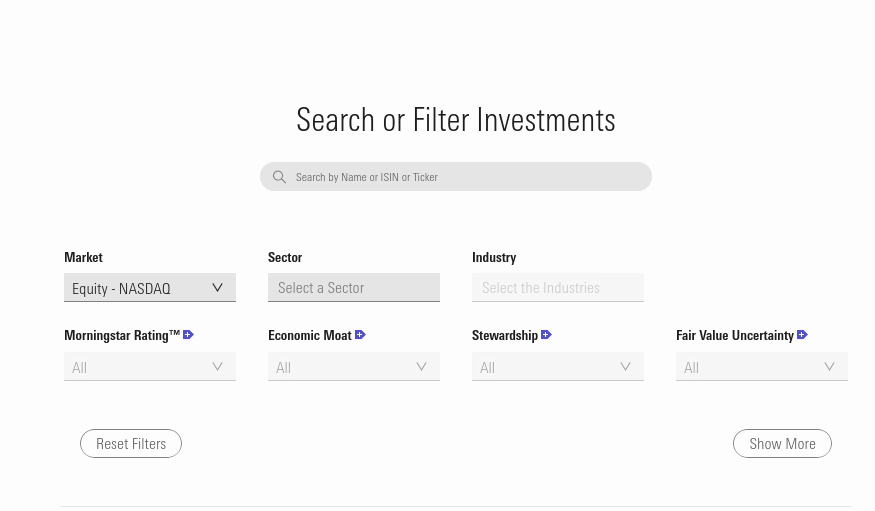 Search or Filter Investments
Search by Name or ISIN or Ticker
Market Sector Industry
Equity - NASDAQ Select a Sector Select the Industries
Morningstar Rating™ Economic Moat Stewardship Fair Value Uncertainty
All All All All
Reset Filters Show More